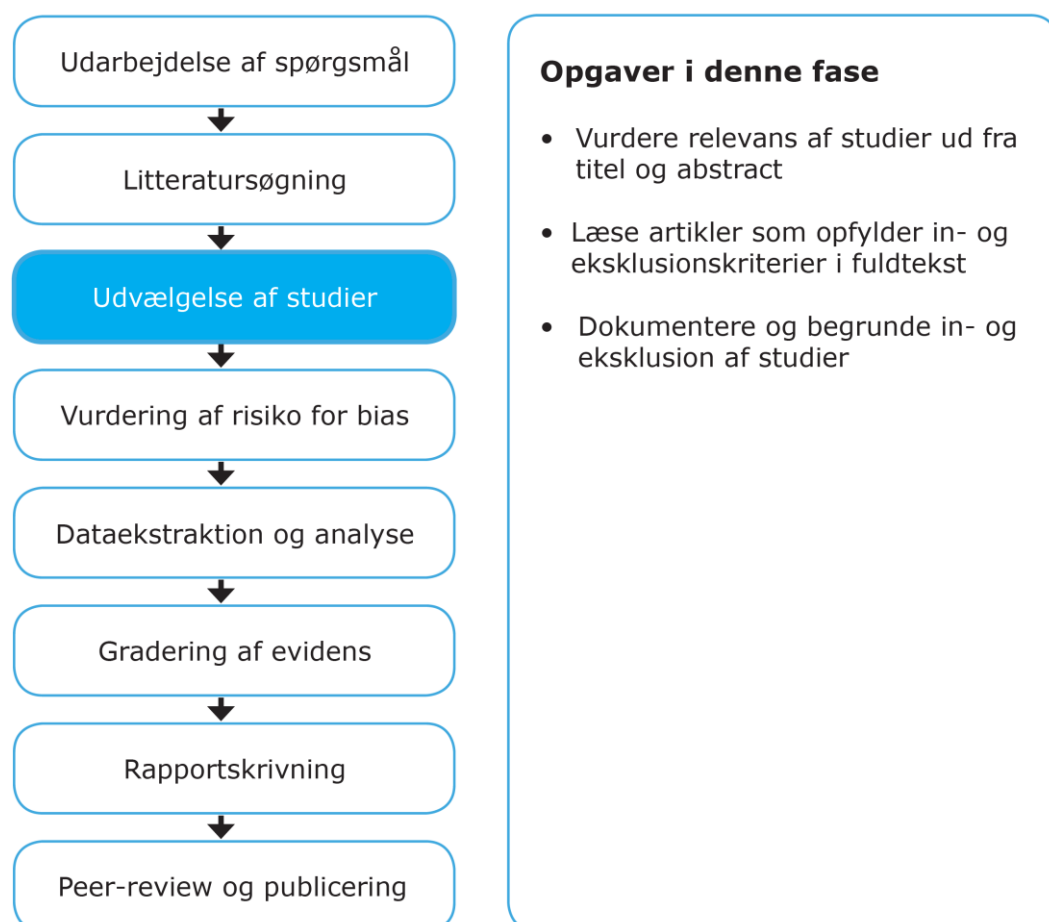 Udarbejdelse af spørgsmål
Litteratursøgning
Udvælgelse af studier
Vurdering af risiko for bias
Dataekstraktion og analyse
Gradering af evidens
Rapportskrivning
Peer-review og publicering
Opgaver i denne fase
• Vurdere relevans af studier ud fra
titel og abstract
• Læse artikler som opfylder in- og
eksklusionskriterier i fuldtekst
• Dokumentere og begrunde in- og
eksklusion af studier